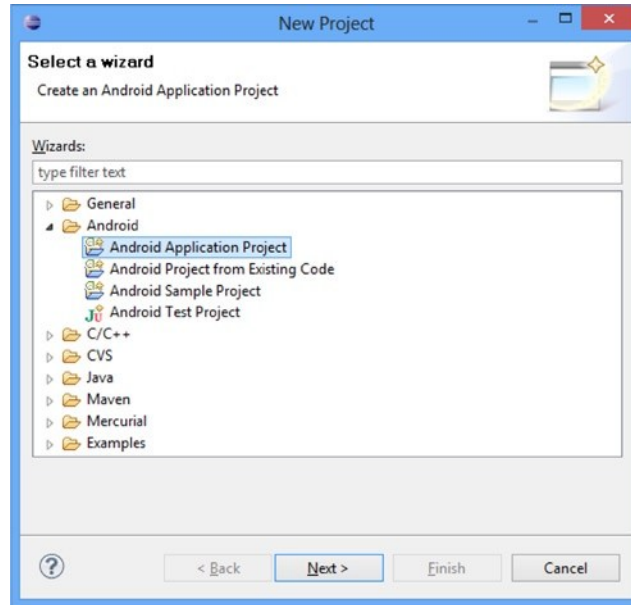 New Project
Select a wizard
Create an Android Application Project
Wizards:
type filter text
General
Android
Android Application Project
Android Project from Existing Code
Android Sample Project
Android Test Project
C/C++
CVS
Java
Maven
Mercurial
Examples
< Back Next > Finish Cancel